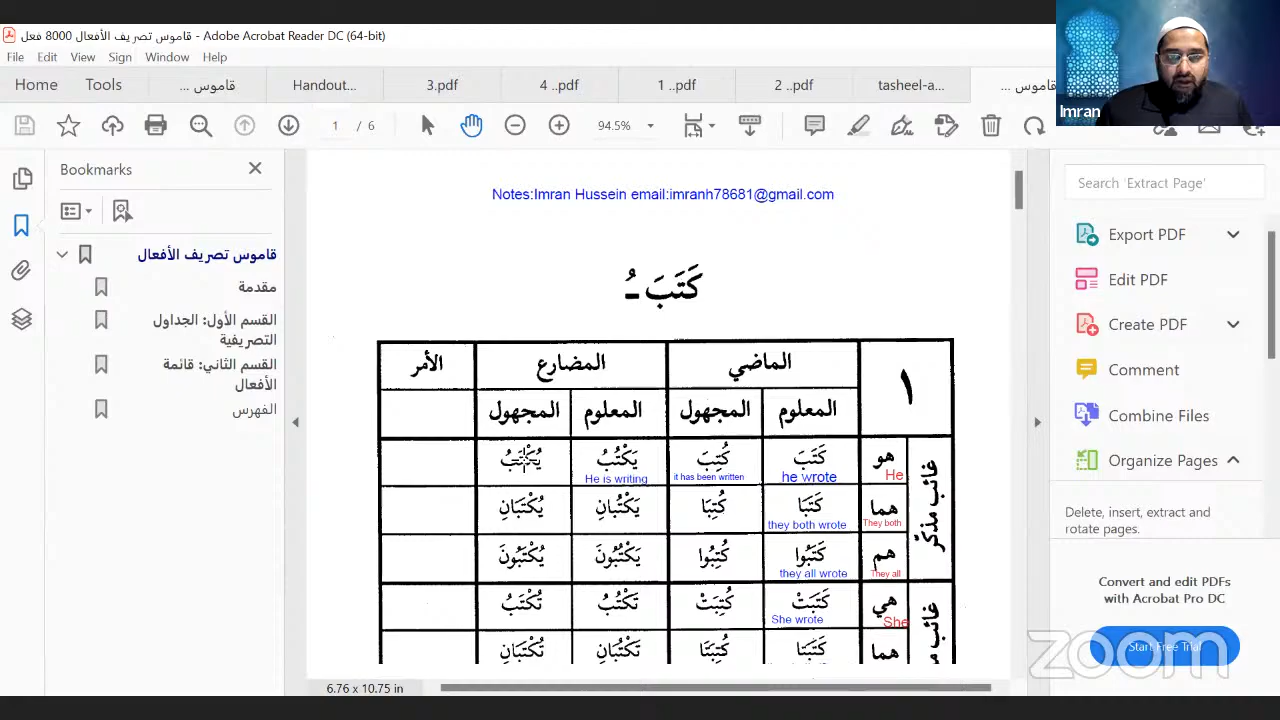 قاموس تصريف الأفعال 8000 فعل - Adobe Acrobat Reader DC (64-bit)
File Edit View Sign Window Help
Home Tools قاموس ... Handout... 3.pdf 4 ..pdf 1 ..pdf 2 ..pdf tasheel-a... قاموس ...
Imran
1 / 6 94.5%
Bookmarks
قاموس تصريف الأفعال
مقدمة
القسم الأول: الجداول
التصريفية
القسم الثاني: قائمة
الأفعال
الفهرس
Notes:Imran Hussein email:imranh78681@gmail.com
كَتَبَ ـُ
١ الماضي المضارع الأمر
المعلوم المجهول المعلوم المجهول
غائب مذكّر
هو كَتَبَ كُتِبَ يَكْتُبُ يُكْتَبُ
He he wrote it has been written He is writing
هما كَتَبَا كُتِبَا يَكْتُبَانِ يُكْتَبَانِ
They both they both wrote
هم كَتَبُوا كُتِبُوا يَكْتُبُونَ يُكْتَبُونَ
They all they all wrote
هي كَتَبَتْ كُتِبَتْ تَكْتُبُ تُكْتَبُ
She She wrote
هما كَتَبَتَا كُتِبَتَا تَكْتُبَانِ تُكْتَبَانِ
6.76 x 10.75 in
Search 'Extract Page'
Export PDF
Edit PDF
Create PDF
Comment
Combine Files
Organize Pages
Delete, insert, extract and
rotate pages.
Convert and edit PDFs
with Acrobat Pro DC
Start Free Trial
zoom